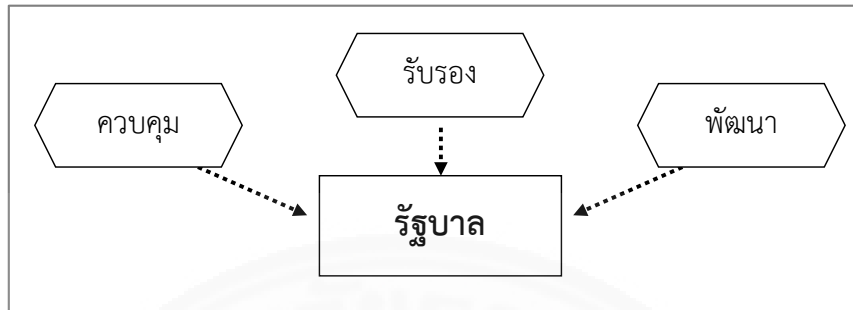 รับรอง
ควบคุม
พัฒนา
รัฐบาล